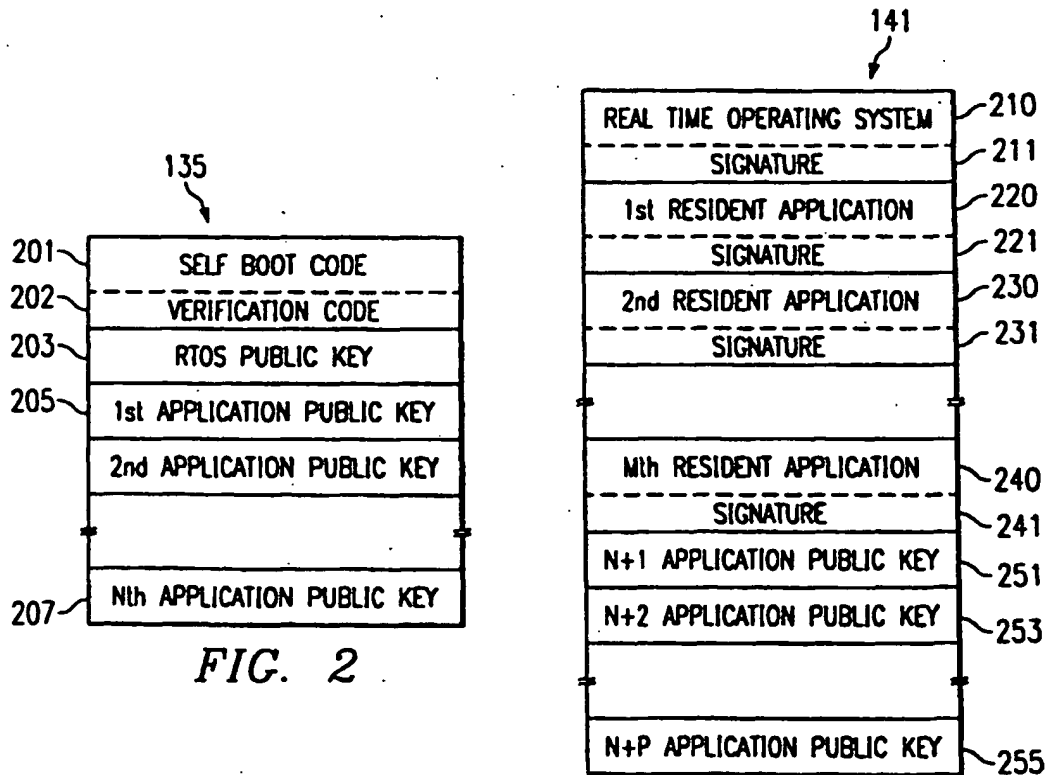 135
201
SELF BOOT CODE
202
VERIFICATION CODE
203
RTOS PUBLIC KEY
205
1st APPLICATION PUBLIC KEY
2nd APPLICATION PUBLIC KEY
Nth APPLICATION PUBLIC KEY
207
FIG. 2
141
REAL TIME OPERATING SYSTEM
210
SIGNATURE
211
1st RESIDENT APPLICATION
220
SIGNATURE
221
2nd RESIDENT APPLICATION
230
SIGNATURE
231
Mth RESIDENT APPLICATION
240
SIGNATURE
241
N+1 APPLICATION PUBLIC KEY
251
N+2 APPLICATION PUBLIC KEY
253
N+P APPLICATION PUBLIC KEY
255